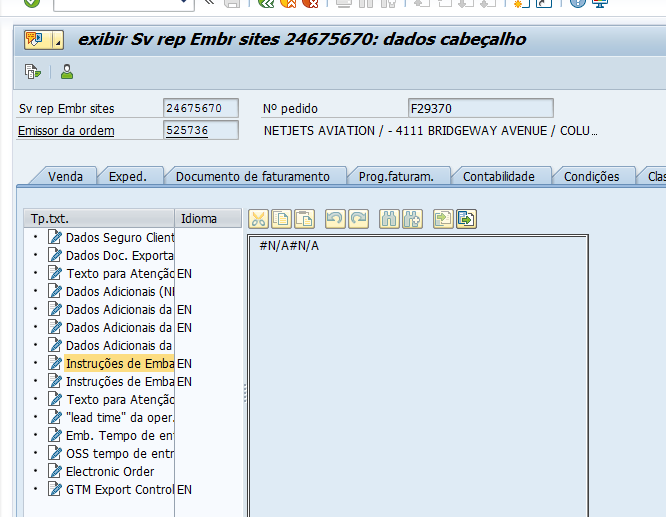 exibir Sv rep Embr sites 24675670: dados cabeçalho
Sv rep Embr sites 24675670 Nº pedido F29370
Emissor da ordem 525736 NETJETS AVIATION / - 4111 BRIDGEWAY AVENUE / COLU...
Venda Exped. Documento de faturamento Prog.faturam. Contabilidade Condições Clas
Tp.txt. Idioma
Dados Seguro Client
Dados Doc. Exporta
Texto para Atenção EN
Dados Adicionais (NI
Dados Adicionais da EN
Dados Adicionais da EN
Dados Adicionais da
Instruções de Emba EN
Instruções de Emba EN
Texto para Atenção
"lead time" da oper.
Emb. Tempo de en
OSS tempo de entr
Electronic Order
GTM Export Control EN
#N/A#N/A